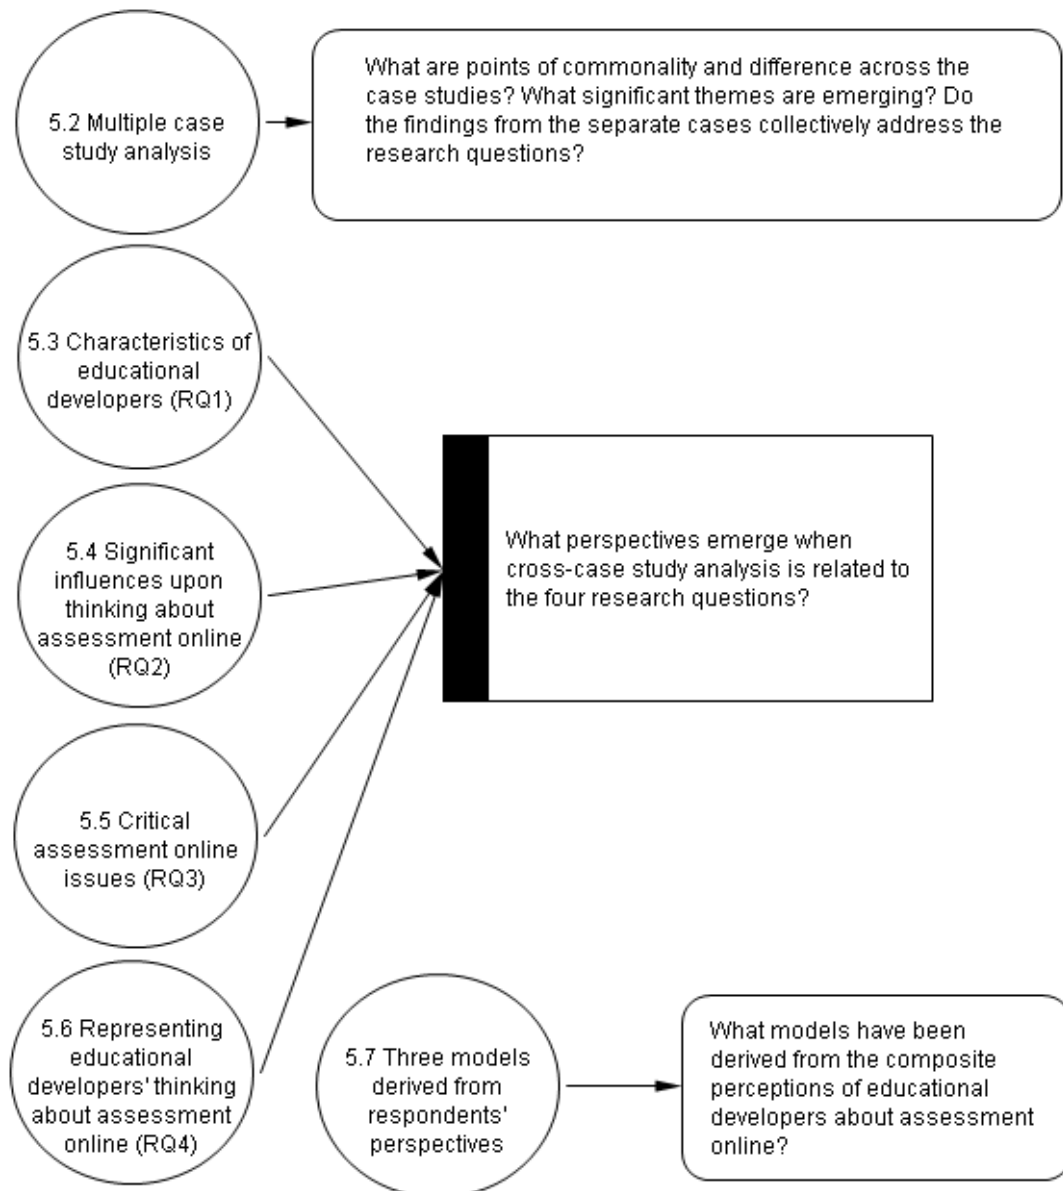 5.2 Multiple case
study analysis
What are points of commonality and difference across the
case studies? What significant themes are emerging? Do
the findings from the separate cases collectively address the
research questions?
5.3 Characteristics of
educational
developers (RQ1)
5.4 Significant
influences upon
thinking about
assessment online
(RQ2)
What perspectives emerge when
cross-case study analysis is related to
the four research questions?
5.5 Critical
assessment online
issues (RQ3)
5.6 Representing
educational
developers' thinking
about assessment
online (RQ4)
5.7 Three models
derived from
respondents'
perspectives
What models have been
derived from the composite
perceptions of educational
developers about assessment
online?